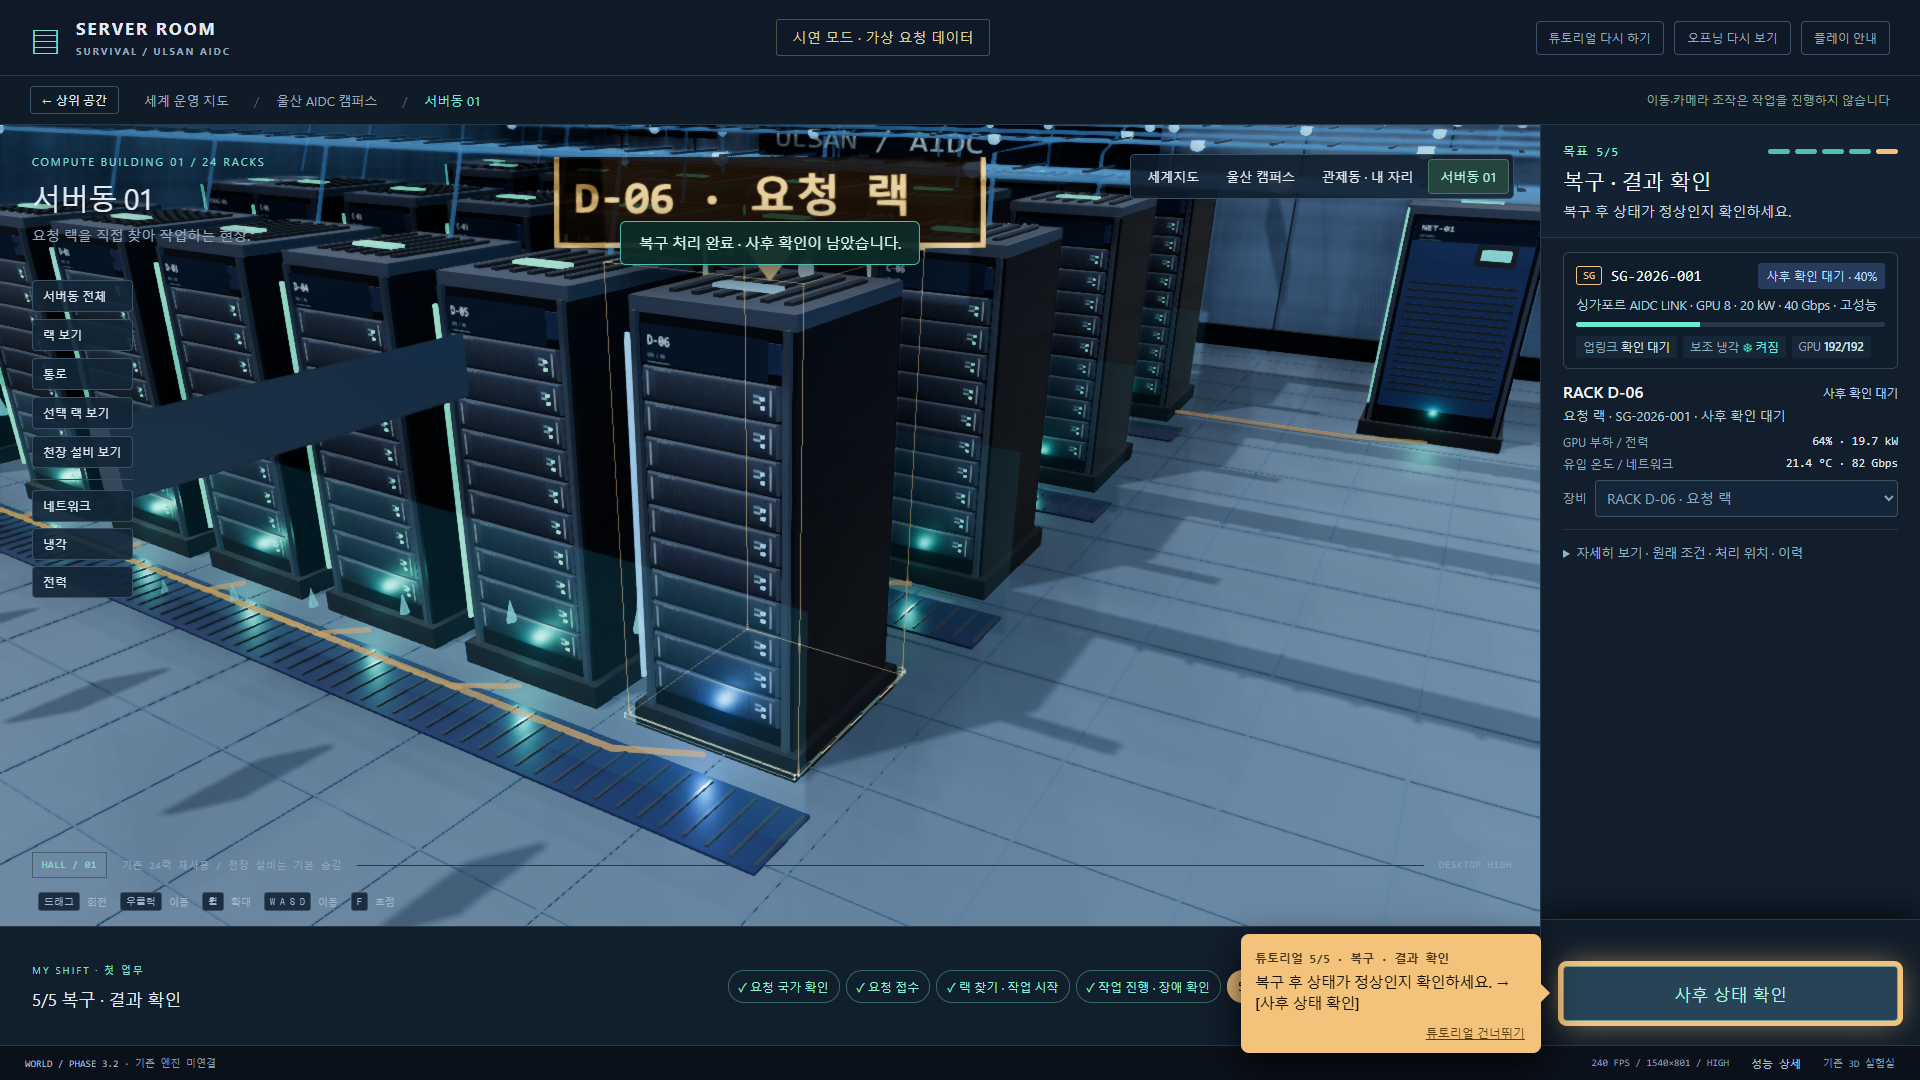 SERVER ROOM
SURVIVAL / ULSAN AIDC
시연 모드 · 가상 요청 데이터
튜토리얼 다시 하기
오프닝 다시 보기
플레이 안내
← 상위 공간
세계 운영 지도 / 울산 AIDC 캠퍼스 / 서버동 01
이동·카메라 조작은 작업을 진행하지 않습니다
COMPUTE BUILDING 01 / 24 RACKS
서버동 01
요청 랙을 직접 찾아 작업하는 현장.
ULSAN / AIDC
D-06 · 요청 랙
복구 처리 완료 · 사후 확인이 남았습니다.
세계지도
울산 캠퍼스
관제동 · 내 자리
서버동 01
서버동 전체
랙 보기
통로
선택 랙 보기
천장 설비 보기
네트워크
냉각
전력
D-04
D-05
D-06
C-06
NET-01
목표 5/5
복구 · 결과 확인
복구 후 상태가 정상인지 확인하세요.
SG SG-2026-001
사후 확인 대기 · 40%
싱가포르 AIDC LINK · GPU 8 · 20 kW · 40 Gbps · 고성능
업링크 확인 대기
보조 냉각 ❄ 켜짐
GPU 192/192
RACK D-06
사후 확인 대기
요청 랙 · SG-2026-001 · 사후 확인 대기
GPU 부하 / 전력 64% · 19.7 kW
유입 온도 / 네트워크 21.4 °C · 82 Gbps
장비 RACK D-06 · 요청 랙
▶ 자세히 보기 · 원래 조건 · 처리 위치 · 이력
HALL / 01
기존 24랙 재사용 / 천장 설비는 기본 숨김
DESKTOP HIGH
드래그 회전 우클릭 이동 휠 확대 W A S D 이동 F 초점
MY SHIFT · 첫 업무
5/5 복구 · 결과 확인
✓ 요청 국가 확인
✓ 요청 접수
✓ 랙 찾기 · 작업 시작
✓ 작업 진행 · 장애 확인
튜토리얼 5/5 · 복구 · 결과 확인
복구 후 상태가 정상인지 확인하세요. →
[사후 상태 확인]
튜토리얼 건너뛰기
사후 상태 확인
WORLD / PHASE 3.2 · 기존 엔진 미연결
240 FPS / 1540×801 / HIGH
성능 상세
기존 3D 실험실